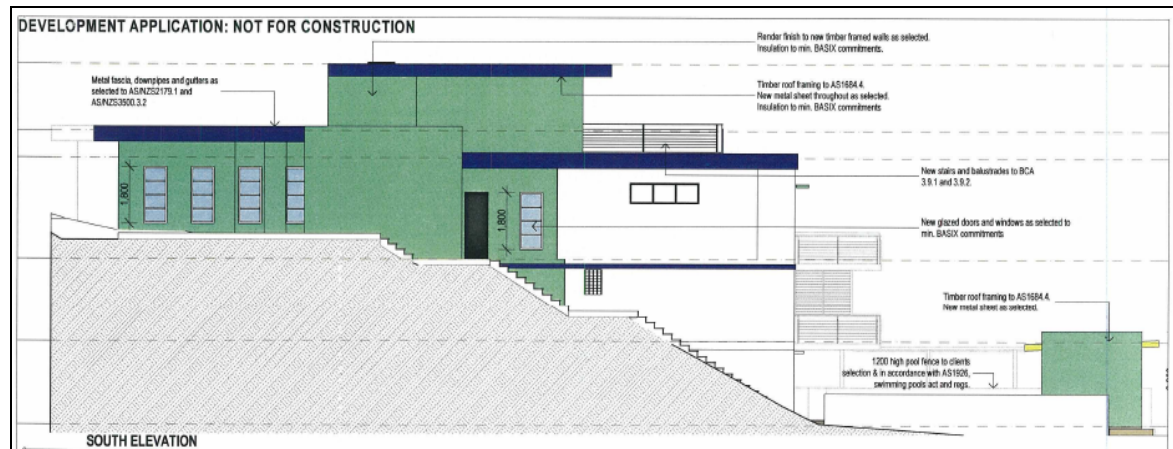 DEVELOPMENT APPLICATION: NOT FOR CONSTRUCTION
Render finish to new timber framed walls as selected.
Insulation to min. BASIX commitments.
Metal fascia, downpipes and gutters as
selected to AS/NZS2179.1 and
AS/NZS3500.3.2
Timber roof framing to AS1684.4.
New metal sheet throughout as selected.
Insulation to min. BASIX commitments
New stairs and balustrades to BCA
3.9.1 and 3.9.2.
1,800
1,800
New glazed doors and windows as selected to
min. BASIX commitments
Timber roof framing to AS1684.4.
New metal sheet as selected.
1200 high pool fence to clients
selection & in accordance with AS1926,
swimming pools act and regs.
SOUTH ELEVATION